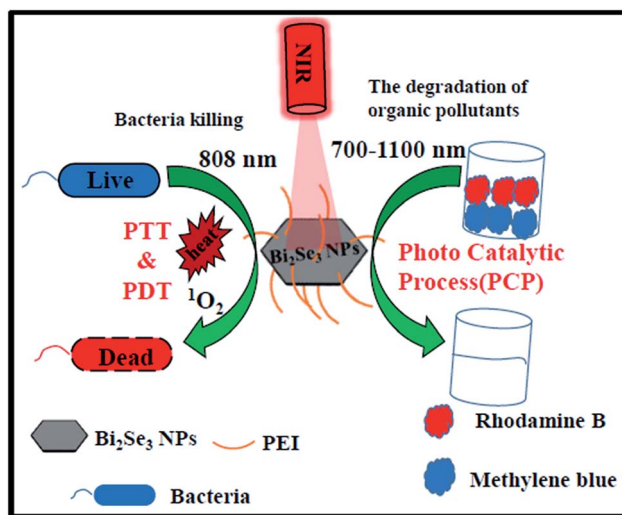 NIR
The degradation of
organic pollutants
Bacteria killing
808 nm
700-1100 nm
Live
PTT
&
PDT
heat
¹O₂
Bi₂Se₃ NPs
Photo Catalytic
Process(PCP)
Dead
Bi₂Se₃ NPs
PEI
Rhodamine B
Bacteria
Methylene blue